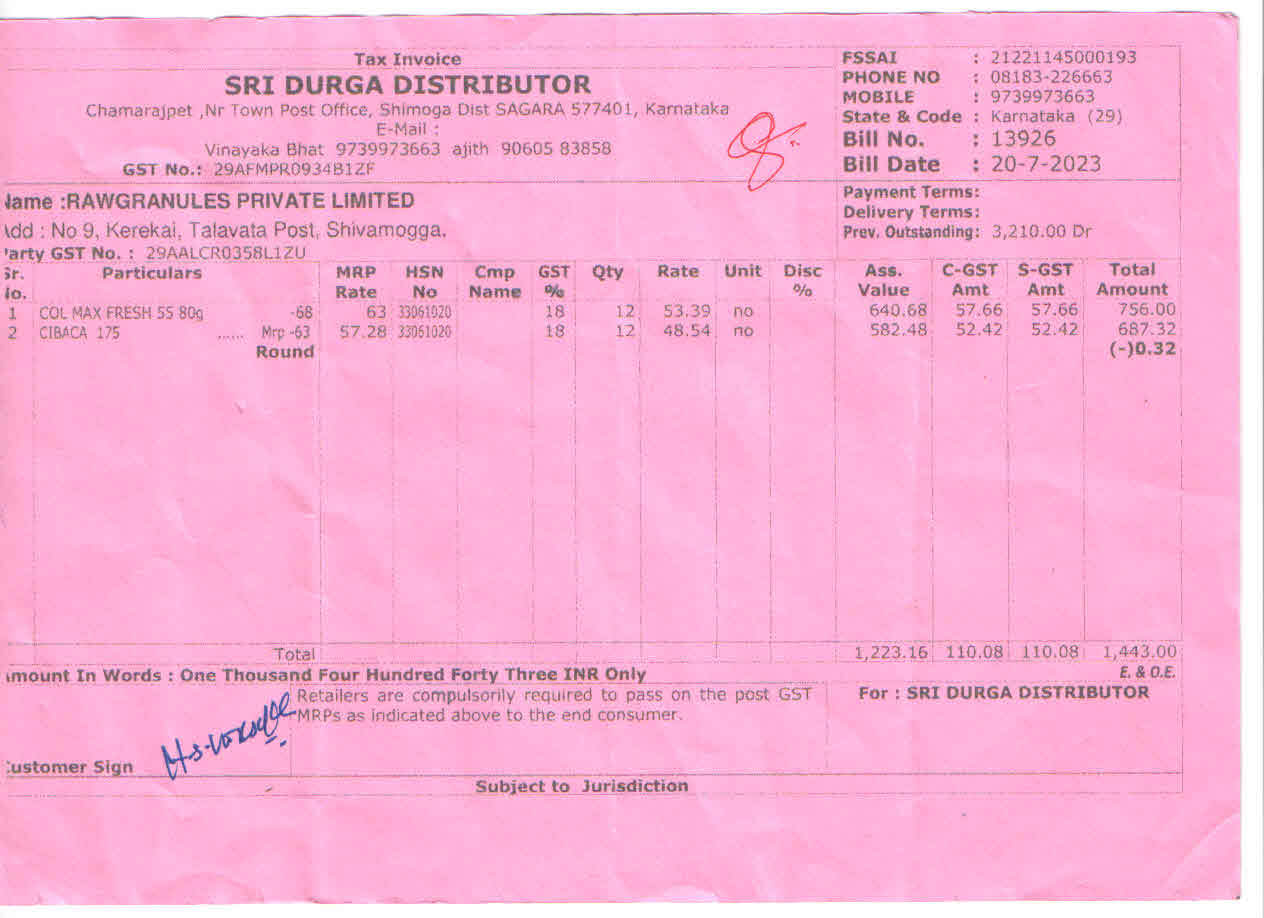 Tax Invoice
SRI DURGA DISTRIBUTOR
Chamarajpet ,Nr Town Post Office, Shimoga Dist SAGARA 577401, Karnataka
E-Mail :
Vinayaka Bhat 9739973663 ajith 90605 83858
GST No.: 29AFMPR0934B1ZF
FSSAI : 21221145000193
PHONE NO : 08183-226663
MOBILE : 9739973663
State & Code : Karnataka (29)
Bill No. : 13926
Bill Date : 20-7-2023
Name :RAWGRANULES PRIVATE LIMITED
Add : No 9, Kerekai, Talavata Post, Shivamogga.
Party GST No. : 29AALCR0358L1ZU
Payment Terms:
Delivery Terms:
Prev. Outstanding: 3,210.00 Dr
Sr. Particulars MRP HSN Cmp GST Qty Rate Unit Disc Ass. C-GST S-GST Total
No. Rate No Name % % Value Amt Amt Amount
1 COL MAX FRESH 55 80g -68 63 33061020 18 12 53.39 no 640.68 57.66 57.66 756.00
2 CIBACA 175 ...... Mrp -63 57.28 33061020 18 12 48.54 no 582.48 52.42 52.42 687.32
Round (-)0.32
Total 1,223.16 110.08 110.08 1,443.00
Amount In Words : One Thousand Four Hundred Forty Three INR Only E. & O.E.
Retailers are compulsorily required to pass on the post GST
MRPs as indicated above to the end consumer.
For : SRI DURGA DISTRIBUTOR
Customer Sign
Subject to Jurisdiction